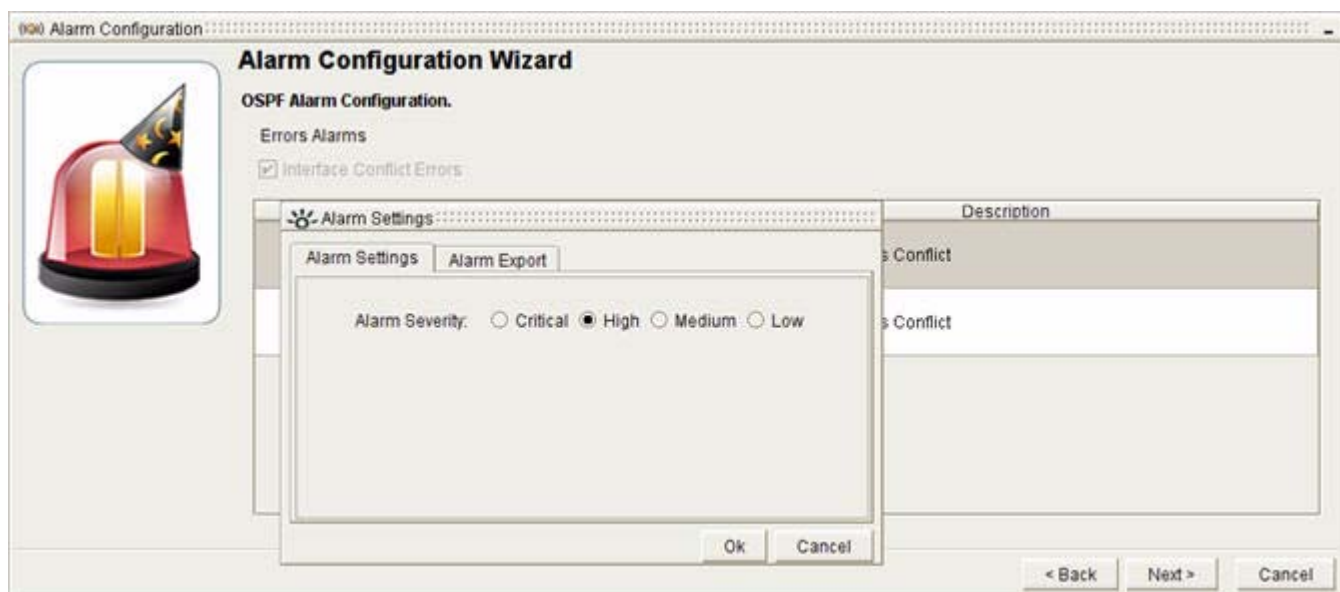 Alarm Configuration
Alarm Configuration Wizard
OSPF Alarm Configuration.
Errors Alarms
Interface Conflict Errors
Description
Alarm Settings
Alarm Settings
Alarm Export
s Conflict
Alarm Severity: Critical High Medium Low
s Conflict
Ok
Cancel
< Back
Next >
Cancel